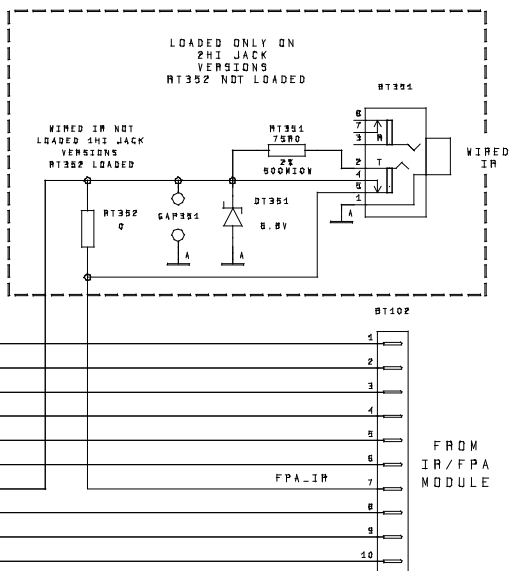 LOADED ONLY ON
2HI JACK
VERSIONS
RT352 NOT LOADED
BT351
WIRED IR NOT
LOADED 1HI JACK
VERSIONS
RT352 LOADED
RT351
75R0
2%
500MIOW
6
7
3
2
4
5
1
R
T
A
WIRED
IR
RT352
0
GAP351
A
DT351
6.8V
A
BT102
1
2
3
4
5
6
FPA_IR 7
8
9
10
FROM
IR/FPA
MODULE